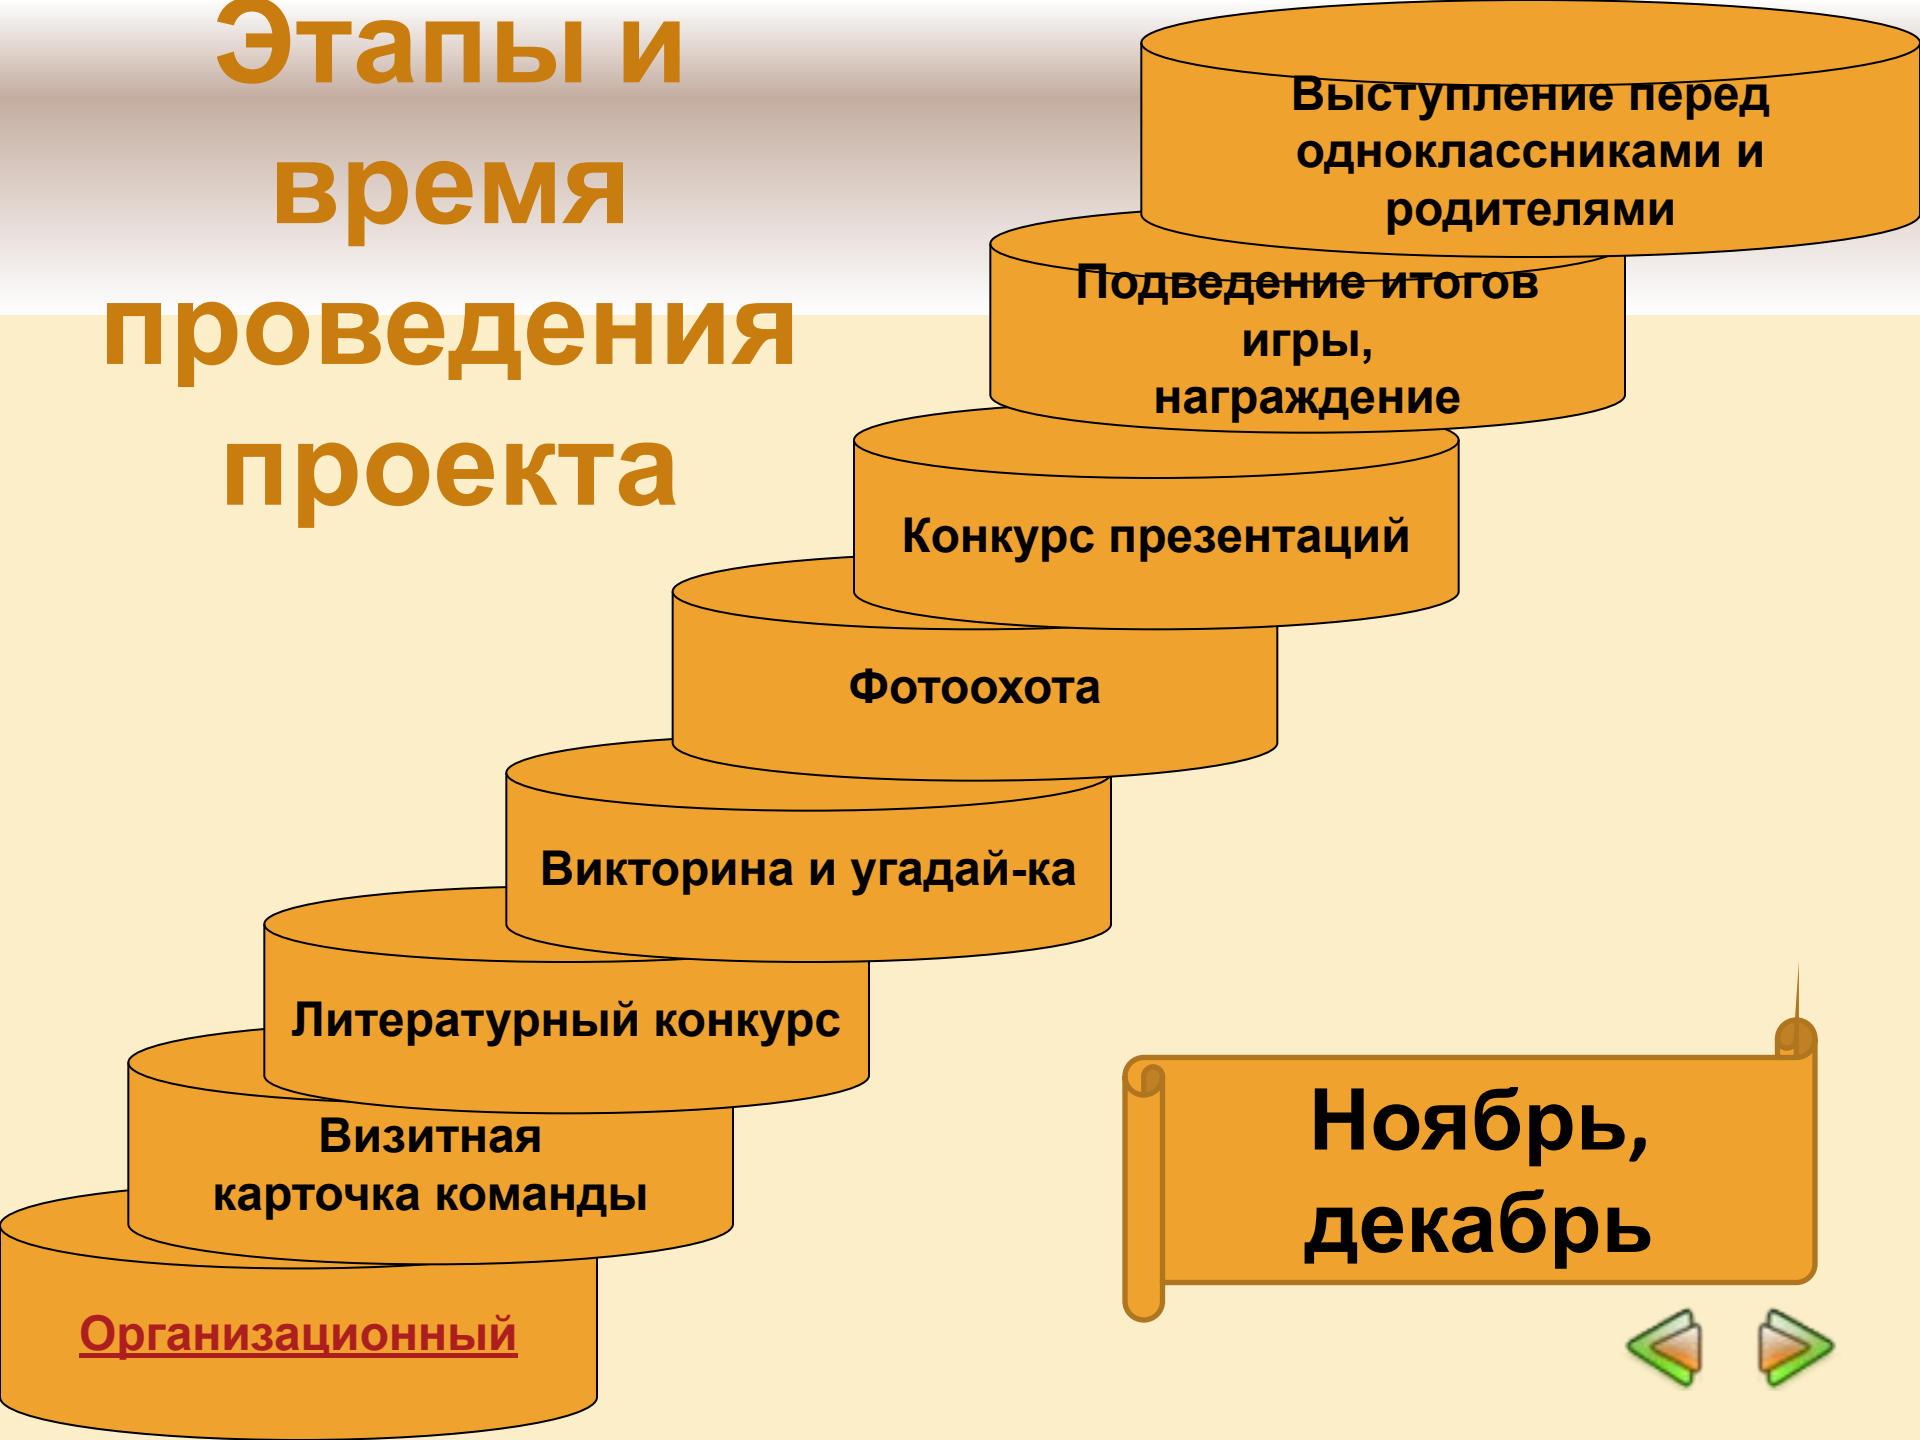 Этапы и
время
проведения
проекта
Выступление перед
одноклассниками и
родителями
Подведение итогов
игры,
награждение
Конкурс презентаций
Фотоохота
Викторина и угадай-ка
Литературный конкурс
Визитная
карточка команды
Организационный
Ноябрь,
декабрь